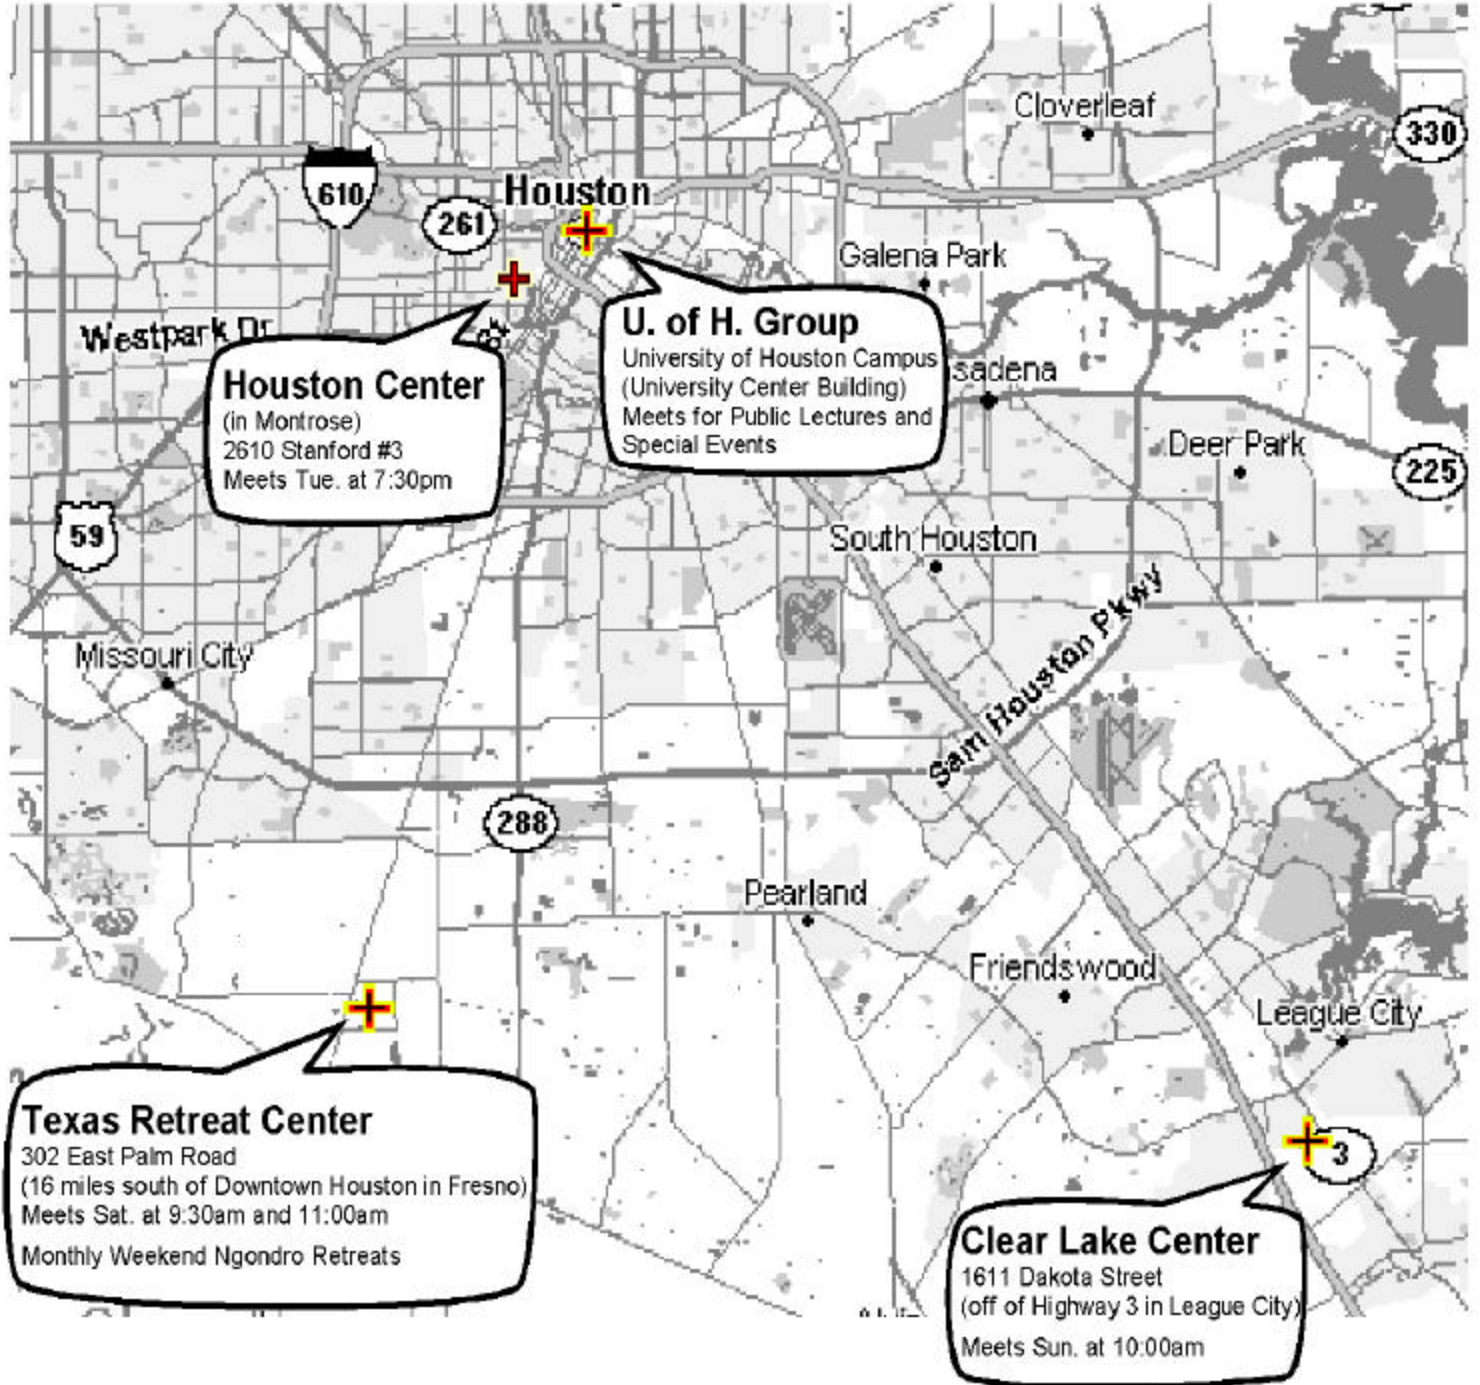 Cloverleaf
330
610
Houston
261
Galena Park
Westpark Dr
U. of H. Group
University of Houston Campus
(University Center Building)
Meets for Public Lectures and
Special Events
Houston Center
(in Montrose)
2610 Stanford #3
Meets Tue. at 7:30pm
sadena
Deer Park
225
59
South Houston
Sam Houston Pkwy
Missouri City
288
Pearland
Friendswood
League City
Texas Retreat Center
302 East Palm Road
(16 miles south of Downtown Houston in Fresno)
Meets Sat. at 9:30am and 11:00am
Monthly Weekend Ngondro Retreats
3
Clear Lake Center
1611 Dakota Street
(off of Highway 3 in League City)
Meets Sun. at 10:00am